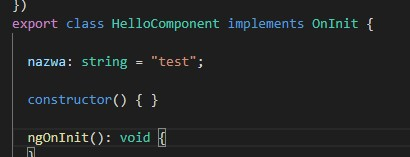 })
export class HelloComponent implements OnInit {
nazwa: string = "test";
constructor() { }
ngOnInit(): void {
}